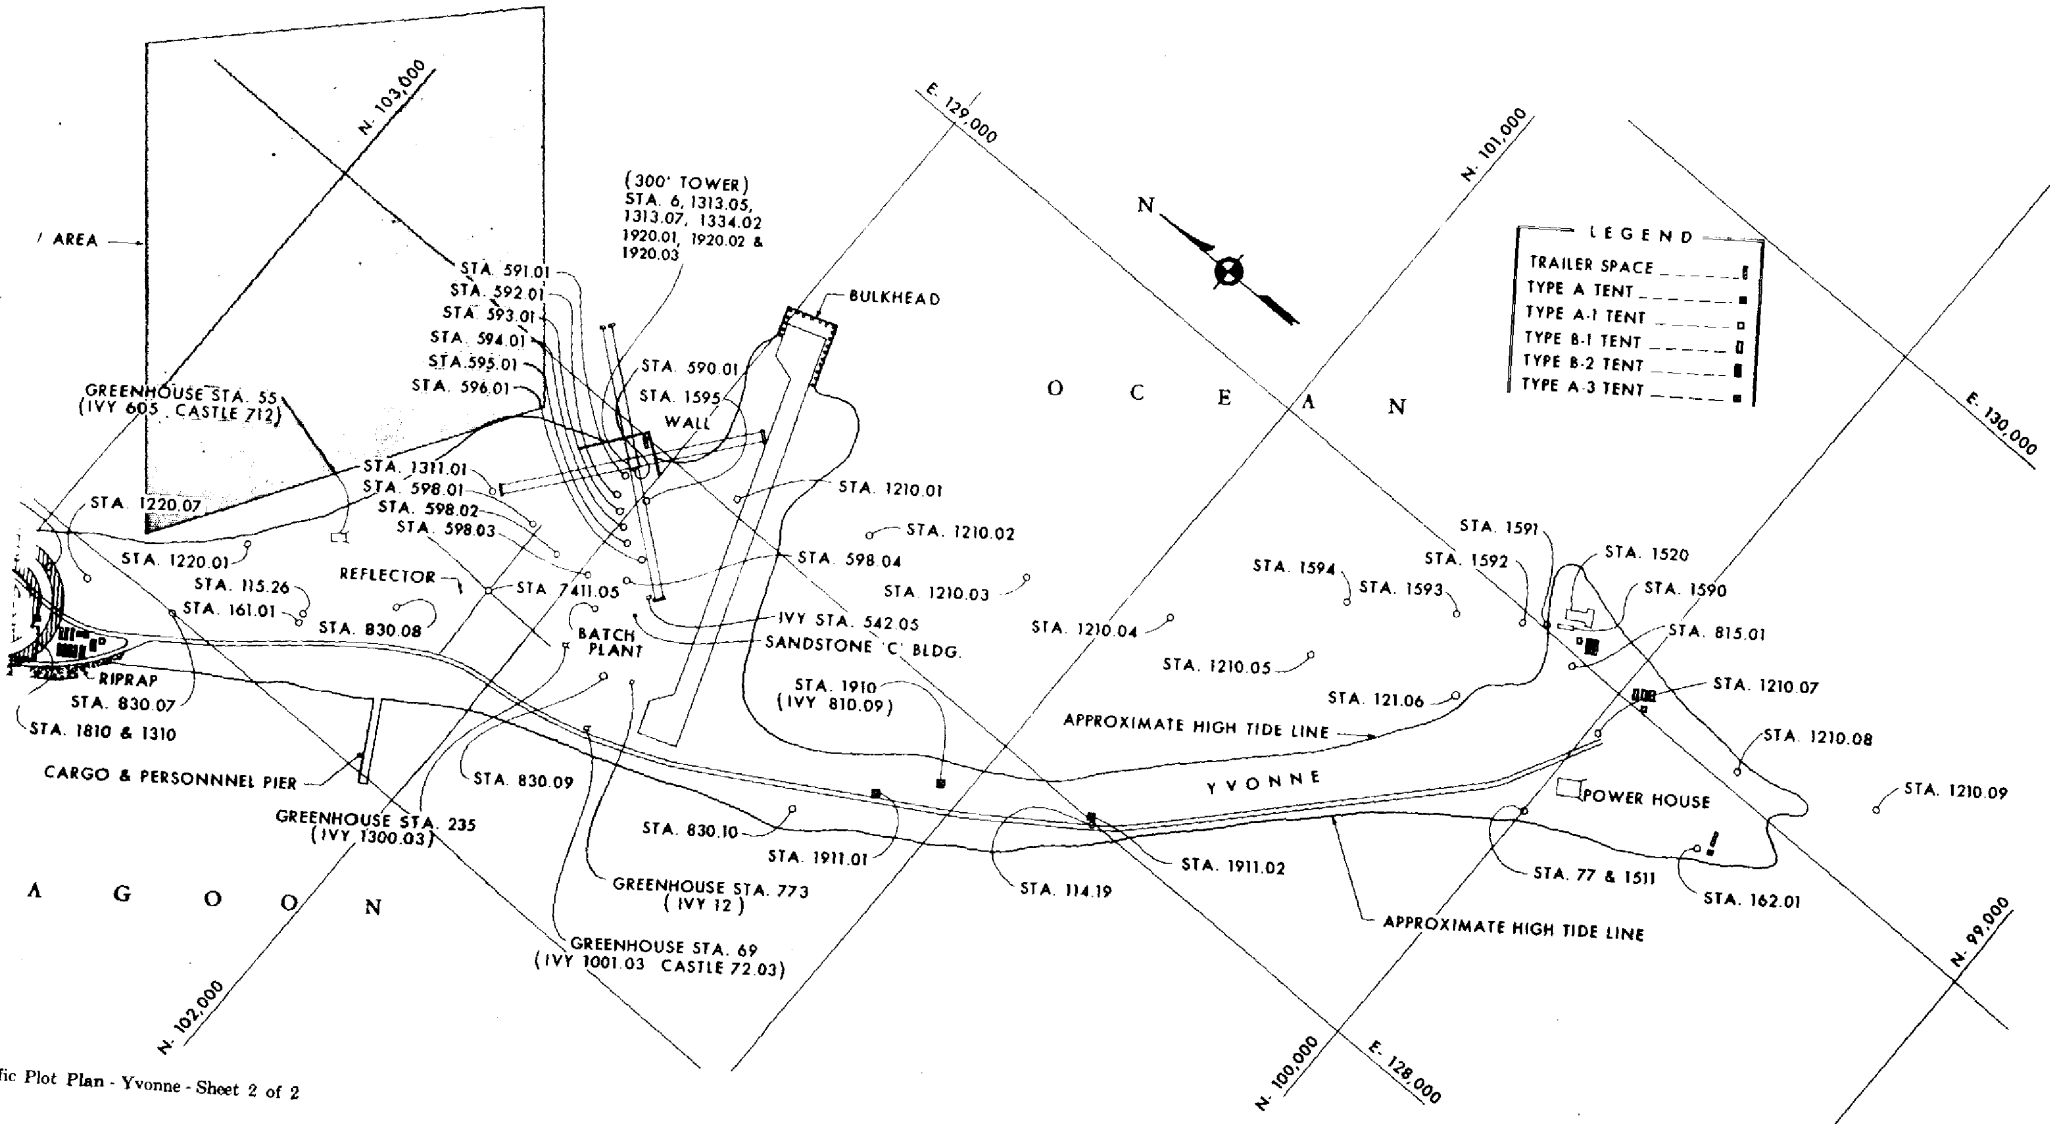 N- 103,000
E- 129,000
N- 101,000
(300' TOWER)
STA. 6, 1313.05,
1313.07, 1334.02
1920.01, 1920.02 &
1920.03
N
LEGEND
TRAILER SPACE
TYPE A TENT
TYPE A-1 TENT
TYPE B-1 TENT
TYPE B-2 TENT
TYPE A-3 TENT
/ AREA
STA. 591.01
STA. 592.01
STA. 593.01
STA. 594.01
STA. 595.01
STA. 596.01
BULKHEAD
STA. 590.01
STA. 1595
WALL
OCEAN
E- 130,000
GREENHOUSE STA. 55
(IVY 605 CASTLE 712)
STA. 1311.01
STA. 598.01
STA. 598.02
STA. 598.03
STA. 1220.07
STA. 1220.01
STA. 115.26
STA. 161.01
REFLECTOR
STA. 830.08
STA 7411.05
BATCH
PLANT
STA. 1210.01
STA. 1210.02
STA. 598.04
STA. 1210.03
IVY STA. 542.05
SANDSTONE 'C' BLDG.
STA. 1210.04
STA. 1210.05
STA. 1594
STA. 1593
STA. 1592
STA. 1591
STA. 1520
STA. 1590
STA. 815.01
STA. 121.06
STA. 1210.07
STA. 1210.08
STA. 1210.09
STA. 1910
(IVY 810.09)
APPROXIMATE HIGH TIDE LINE
YVONNE
POWER HOUSE
RIPRAP
STA. 830.07
STA. 1810 & 1310
CARGO & PERSONNNEL PIER
STA. 830.09
GREENHOUSE STA. 235
(IVY 1300.03)
STA. 830.10
STA. 1911.01
STA. 114.19
STA. 1911.02
STA. 77 & 1511
STA. 162.01
APPROXIMATE HIGH TIDE LINE
AGOON
GREENHOUSE STA. 773
(IVY 12)
GREENHOUSE STA. 69
(IVY 1001.03 CASTLE 72.03)
N- 99,000
N- 102,000
N- 100,000
E- 128,000
fic Plot Plan - Yvonne - Sheet 2 of 2